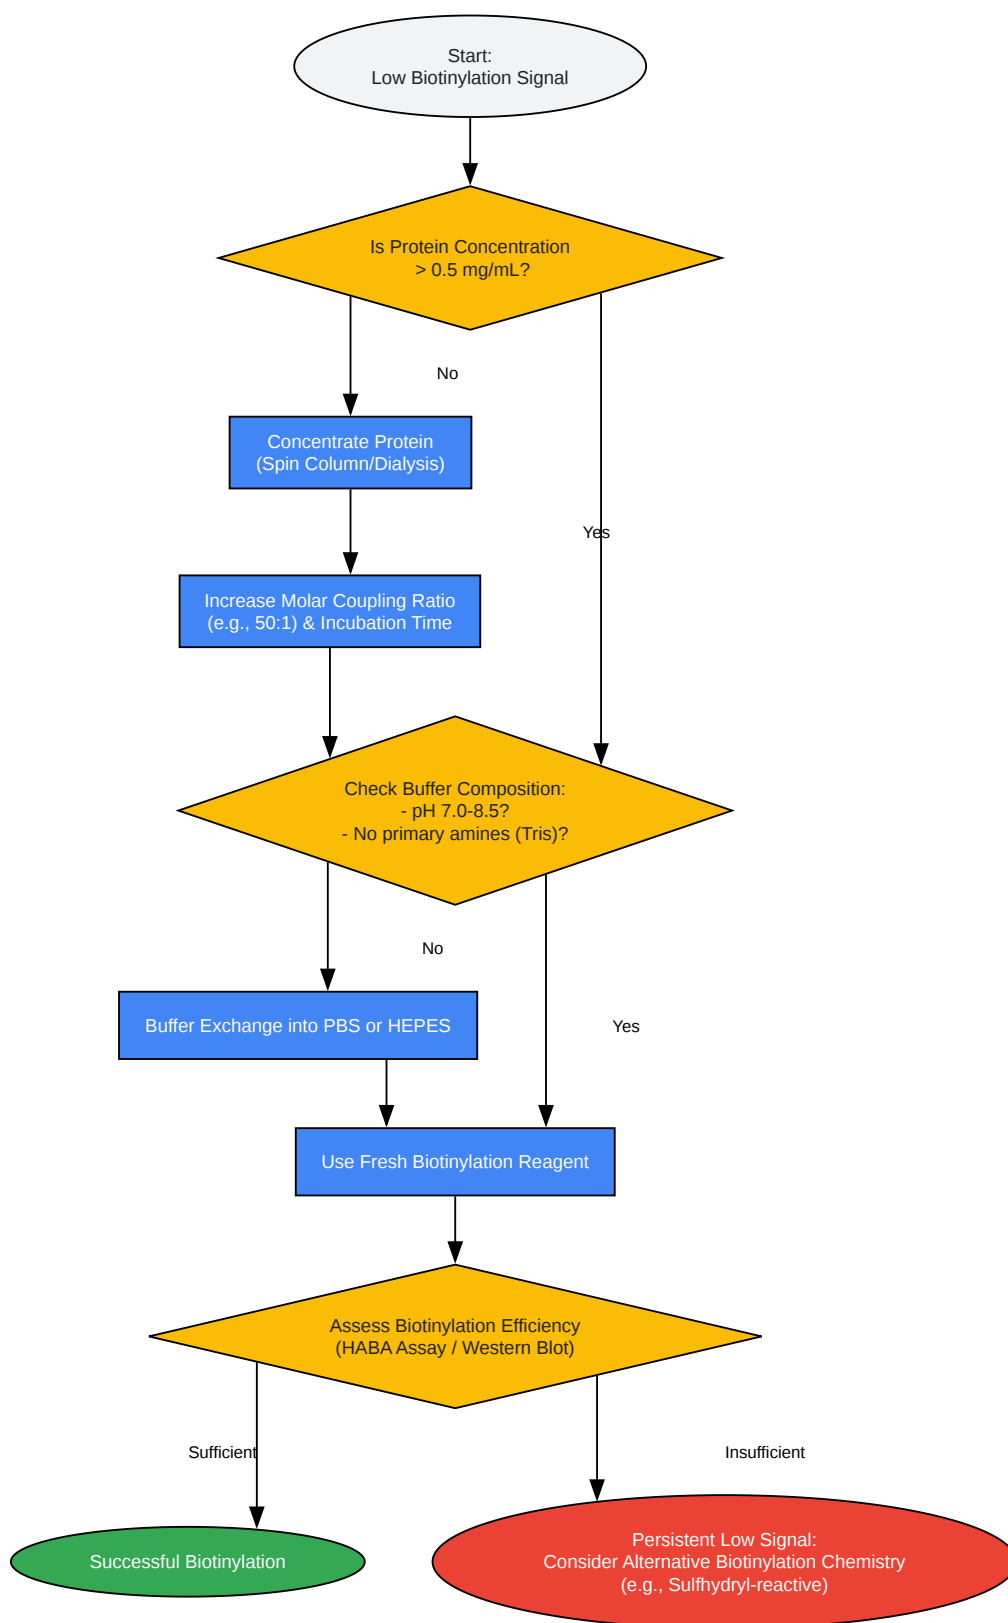 Start:
Low Biotinylation Signal
Is Protein Concentration
> 0.5 mg/mL?
No
Concentrate Protein
(Spin Column/Dialysis)
Yes
Increase Molar Coupling Ratio
(e.g., 50:1) & Incubation Time
Check Buffer Composition:
- pH 7.0-8.5?
- No primary amines (Tris)?
No
Buffer Exchange into PBS or HEPES
Yes
Use Fresh Biotinylation Reagent
Assess Biotinylation Efficiency
(HABA Assay / Western Blot)
Sufficient
Insufficient
Successful Biotinylation
Persistent Low Signal:
Consider Alternative Biotinylation Chemistry
(e.g., Sulfhydryl-reactive)